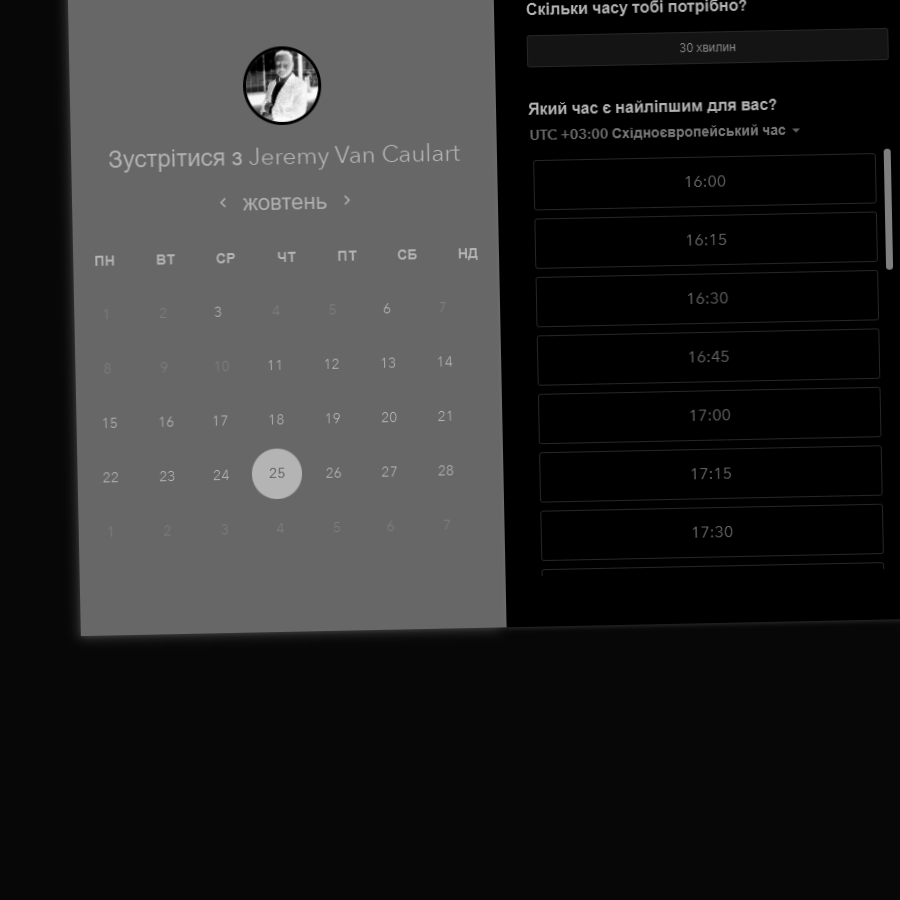 Зустрітися з Jeremy Van Caulart
жовтень
ПН ВТ СР ЧТ ПТ СБ НД
1 2 3 4 5 6 7
8 9 10 11 12 13 14
15 16 17 18 19 20 21
22 23 24 25 26 27 28
1 2 3 4 5 6 7
Скільки часу тобі потрібно?
30 хвилин
Який час є найліпшим для вас?
UTC +03:00 Східноєвропейський час
16:00
16:15
16:30
16:45
17:00
17:15
17:30